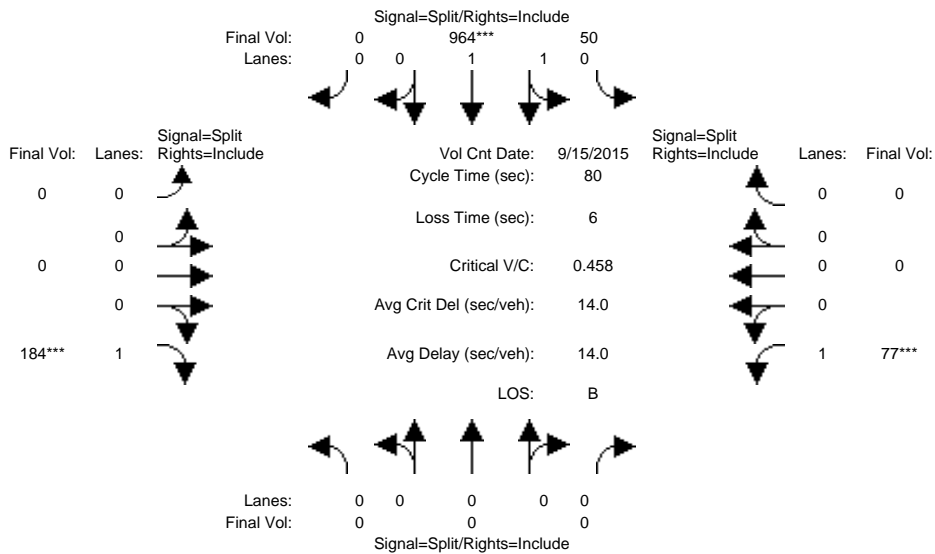 Signal=Split/Rights=Include
Final Vol: 0 964*** 50
Lanes: 0 0 1 1 0
Signal=Split Signal=Split
Final Vol: Lanes: Rights=Include Vol Cnt Date: 9/15/2015 Rights=Include Lanes: Final Vol:
Cycle Time (sec): 80
0 0 0 0
Loss Time (sec): 6
0 0
0 0 Critical V/C: 0.458 0 0
0 Avg Crit Del (sec/veh): 14.0 0
184*** 1 Avg Delay (sec/veh): 14.0 1 77***
LOS: B
Lanes: 0 0 0 0 0
Final Vol: 0 0 0
Signal=Split/Rights=Include